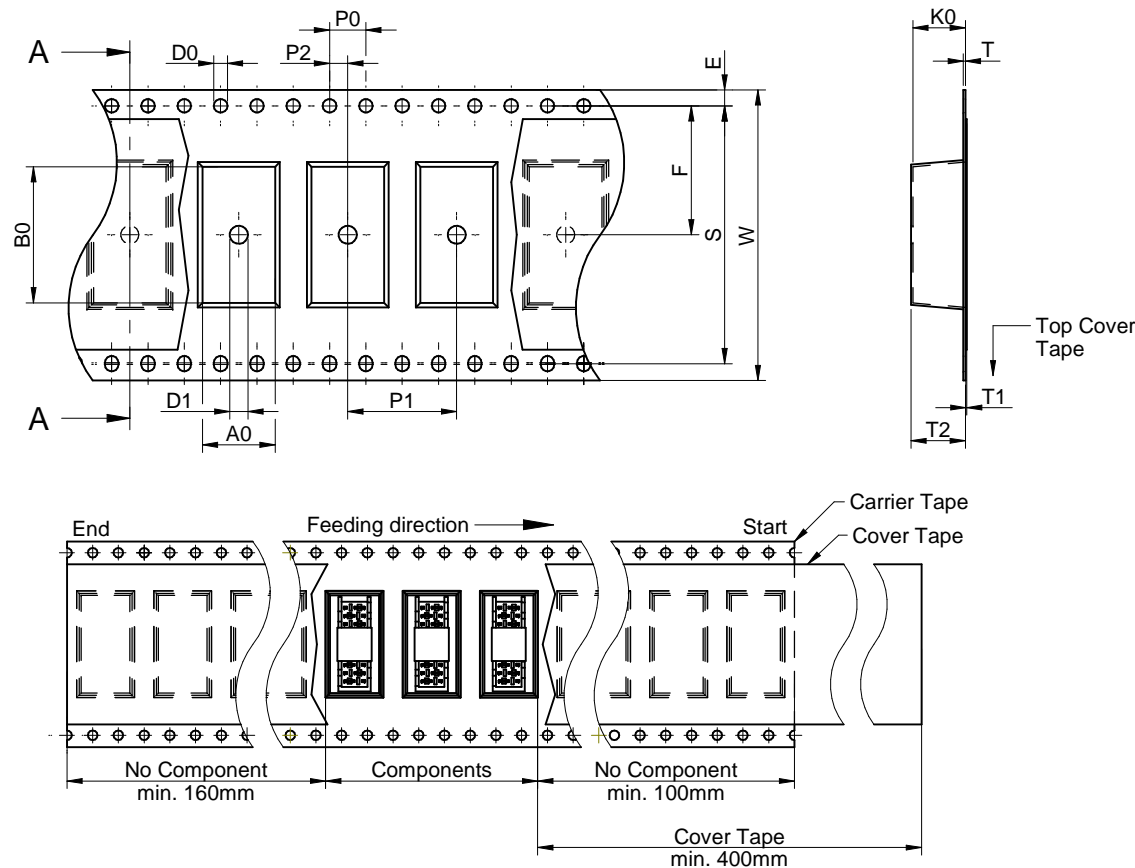 P0
K0
A
D0
P2
E
T
B0
F
S
W
Top Cover
Tape
D1
P1
T1
A
A0
T2
Carrier Tape
End
Feeding direction
Start
Cover Tape
No Component
min. 160mm
Components
No Component
min. 100mm
Cover Tape
min. 400mm